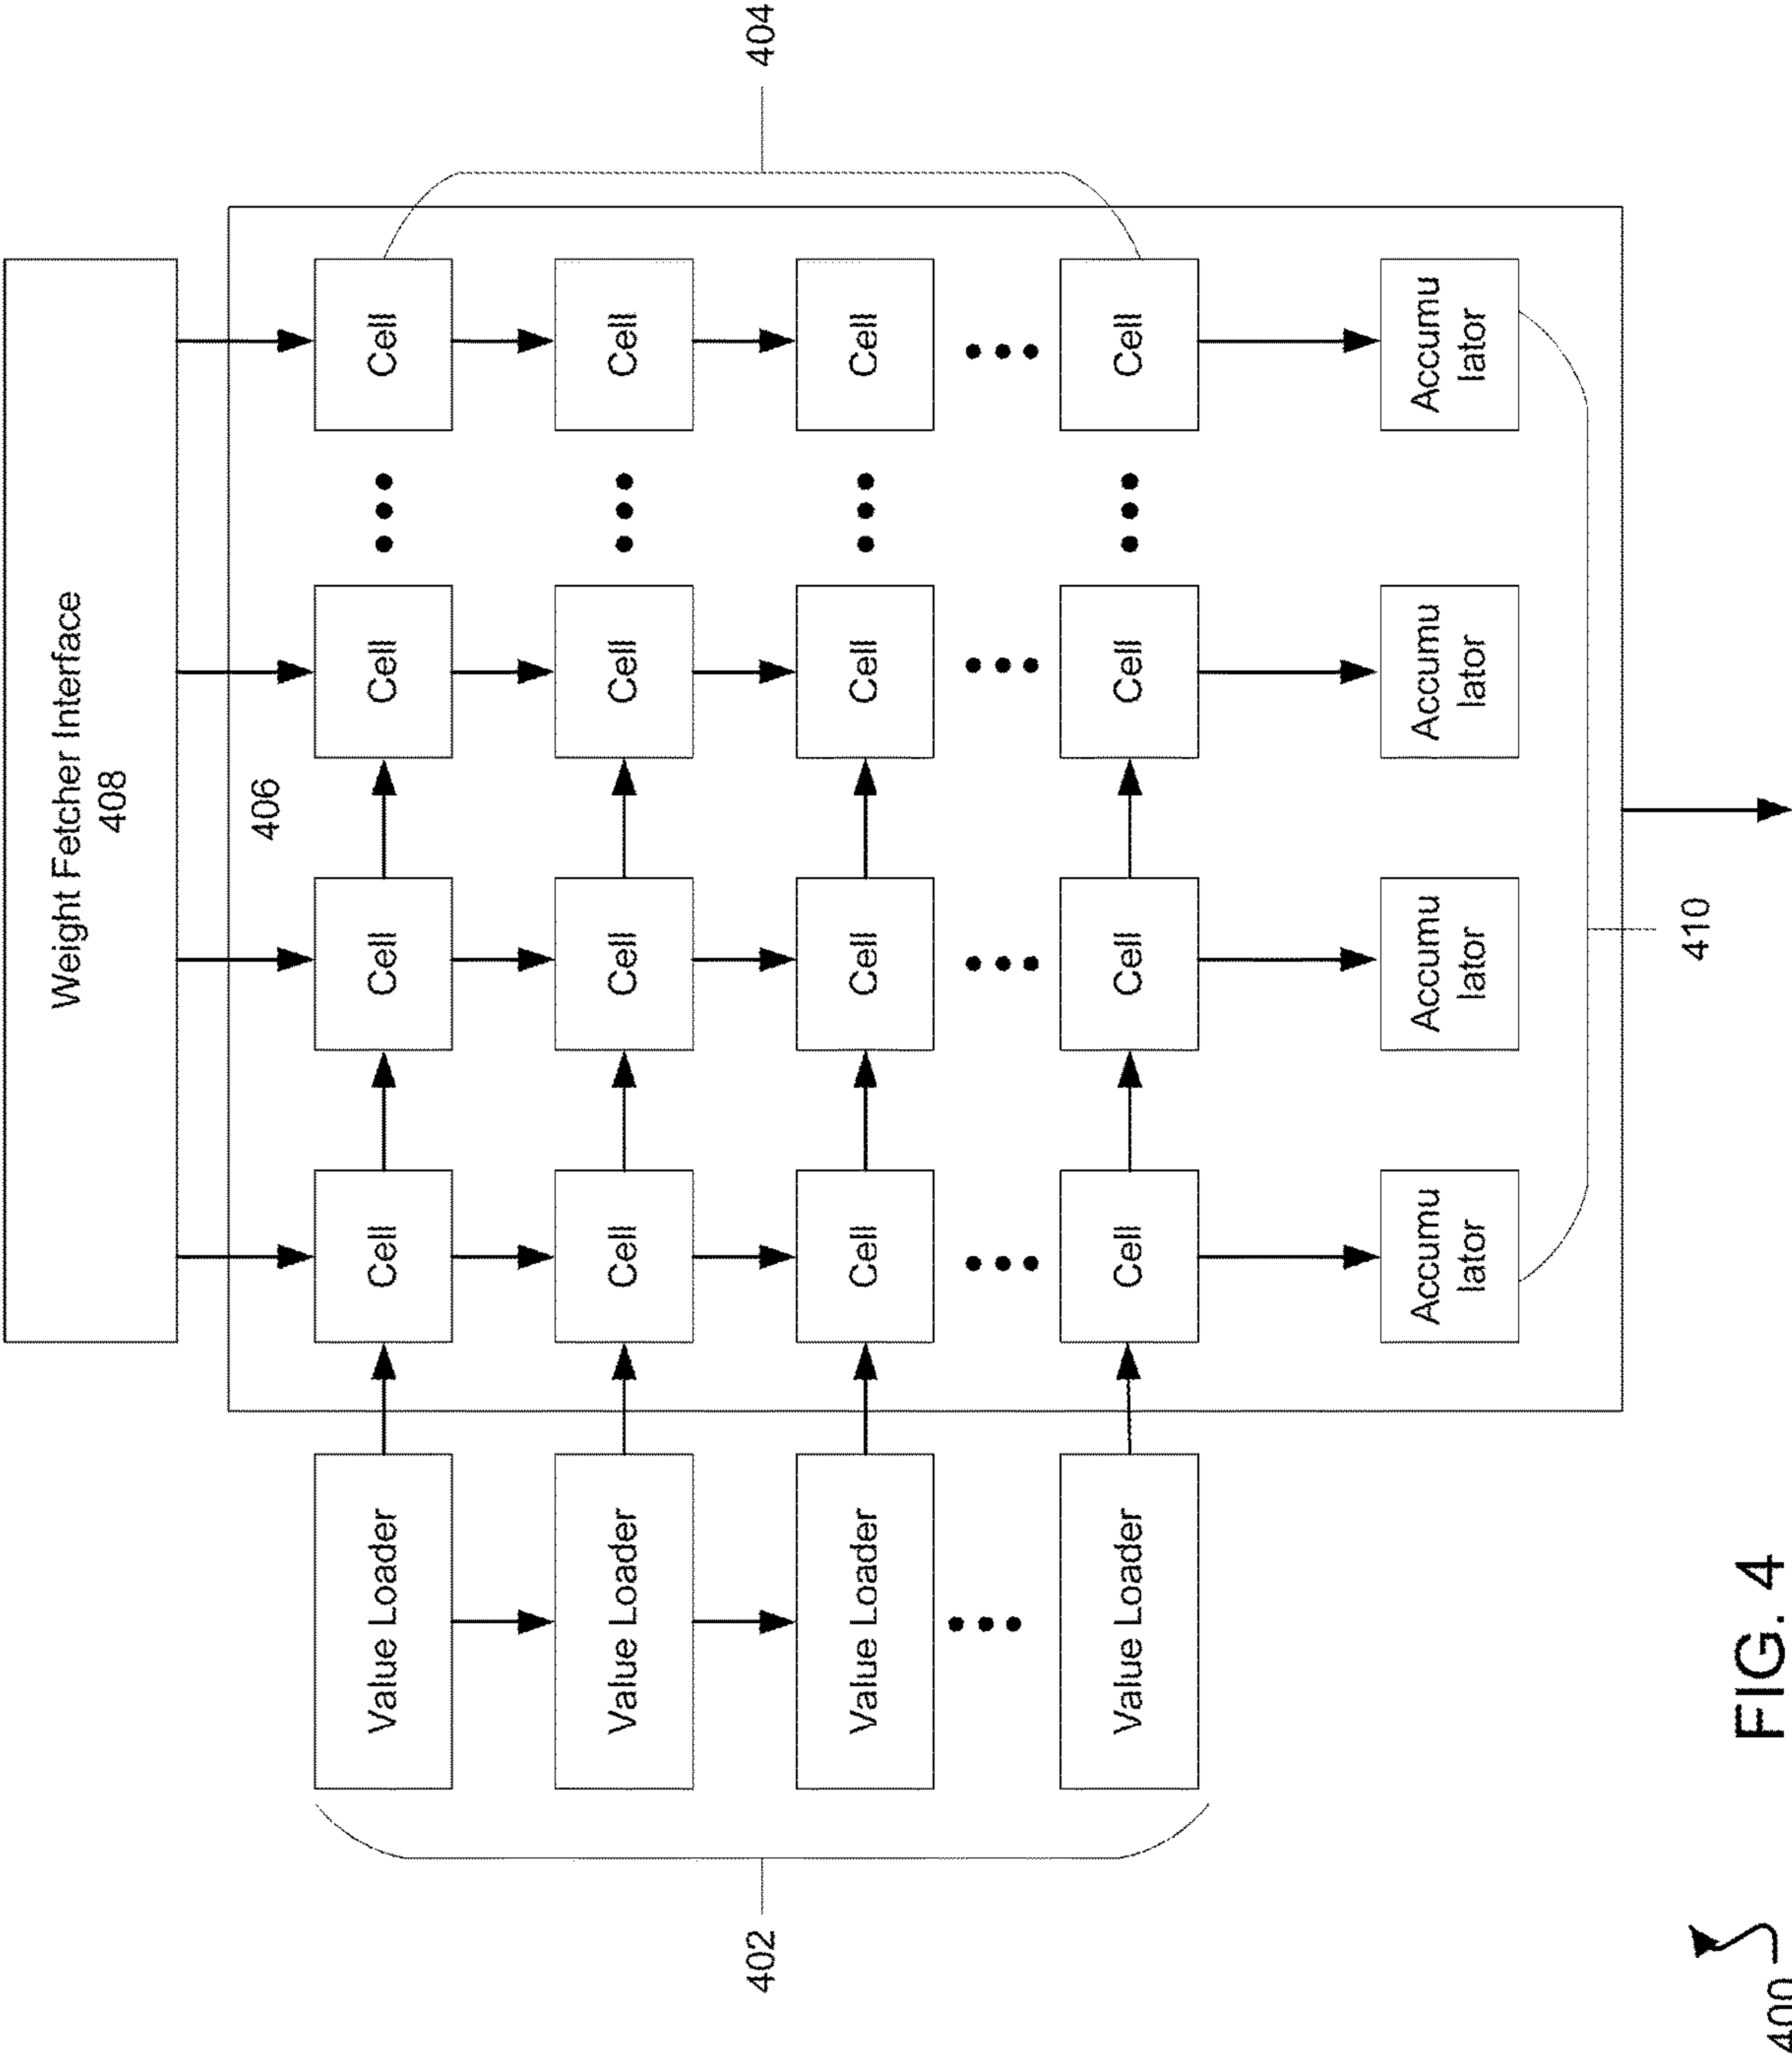 Weight Fetcher Interface
408
406
Value Loader
Cell
Cell
Cell
Cell
Value Loader
Cell
Cell
Cell
Cell
402
404
Value Loader
Cell
Cell
Cell
Cell
Value Loader
Cell
Cell
Cell
Cell
Accumu
lator
Accumu
lator
Accumu
lator
Accumu
lator
410
400
FIG. 4